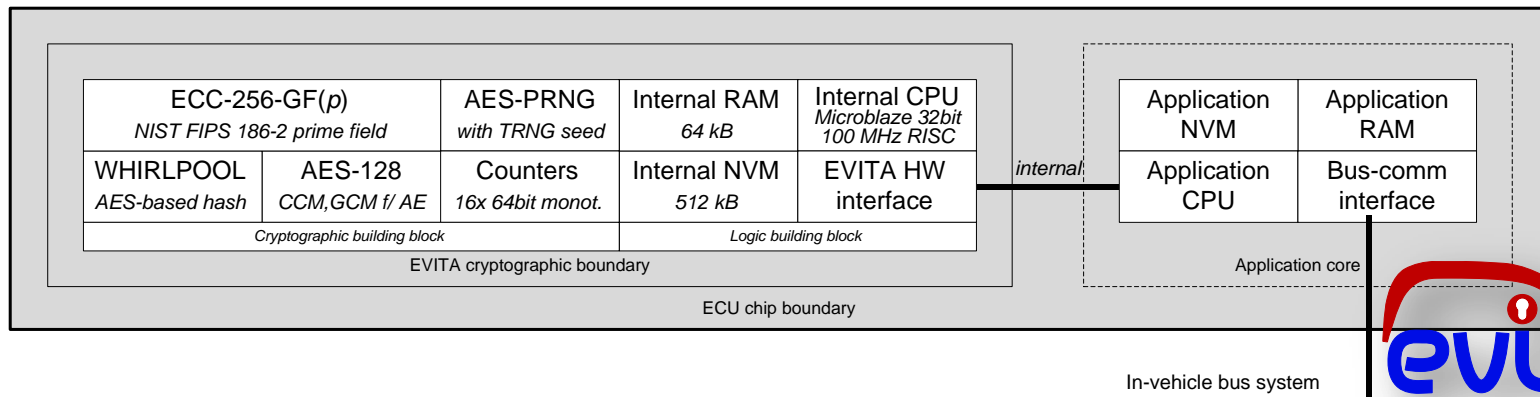 ECC-256-GF(p)
NIST FIPS 186-2 prime field
AES-PRNG
with TRNG seed
Internal RAM
64 kB
Internal CPU
Microblaze 32bit
100 MHz RISC
WHIRLPOOL
AES-based hash
AES-128
CCM,GCM f/ AE
Counters
16x 64bit monot.
Internal NVM
512 kB
EVITA HW
interface
Cryptographic building block
Logic building block
EVITA cryptographic boundary
internal
Application
NVM
Application
RAM
Application
CPU
Bus-comm
interface
Application core
ECU chip boundary
In-vehicle bus system
evi